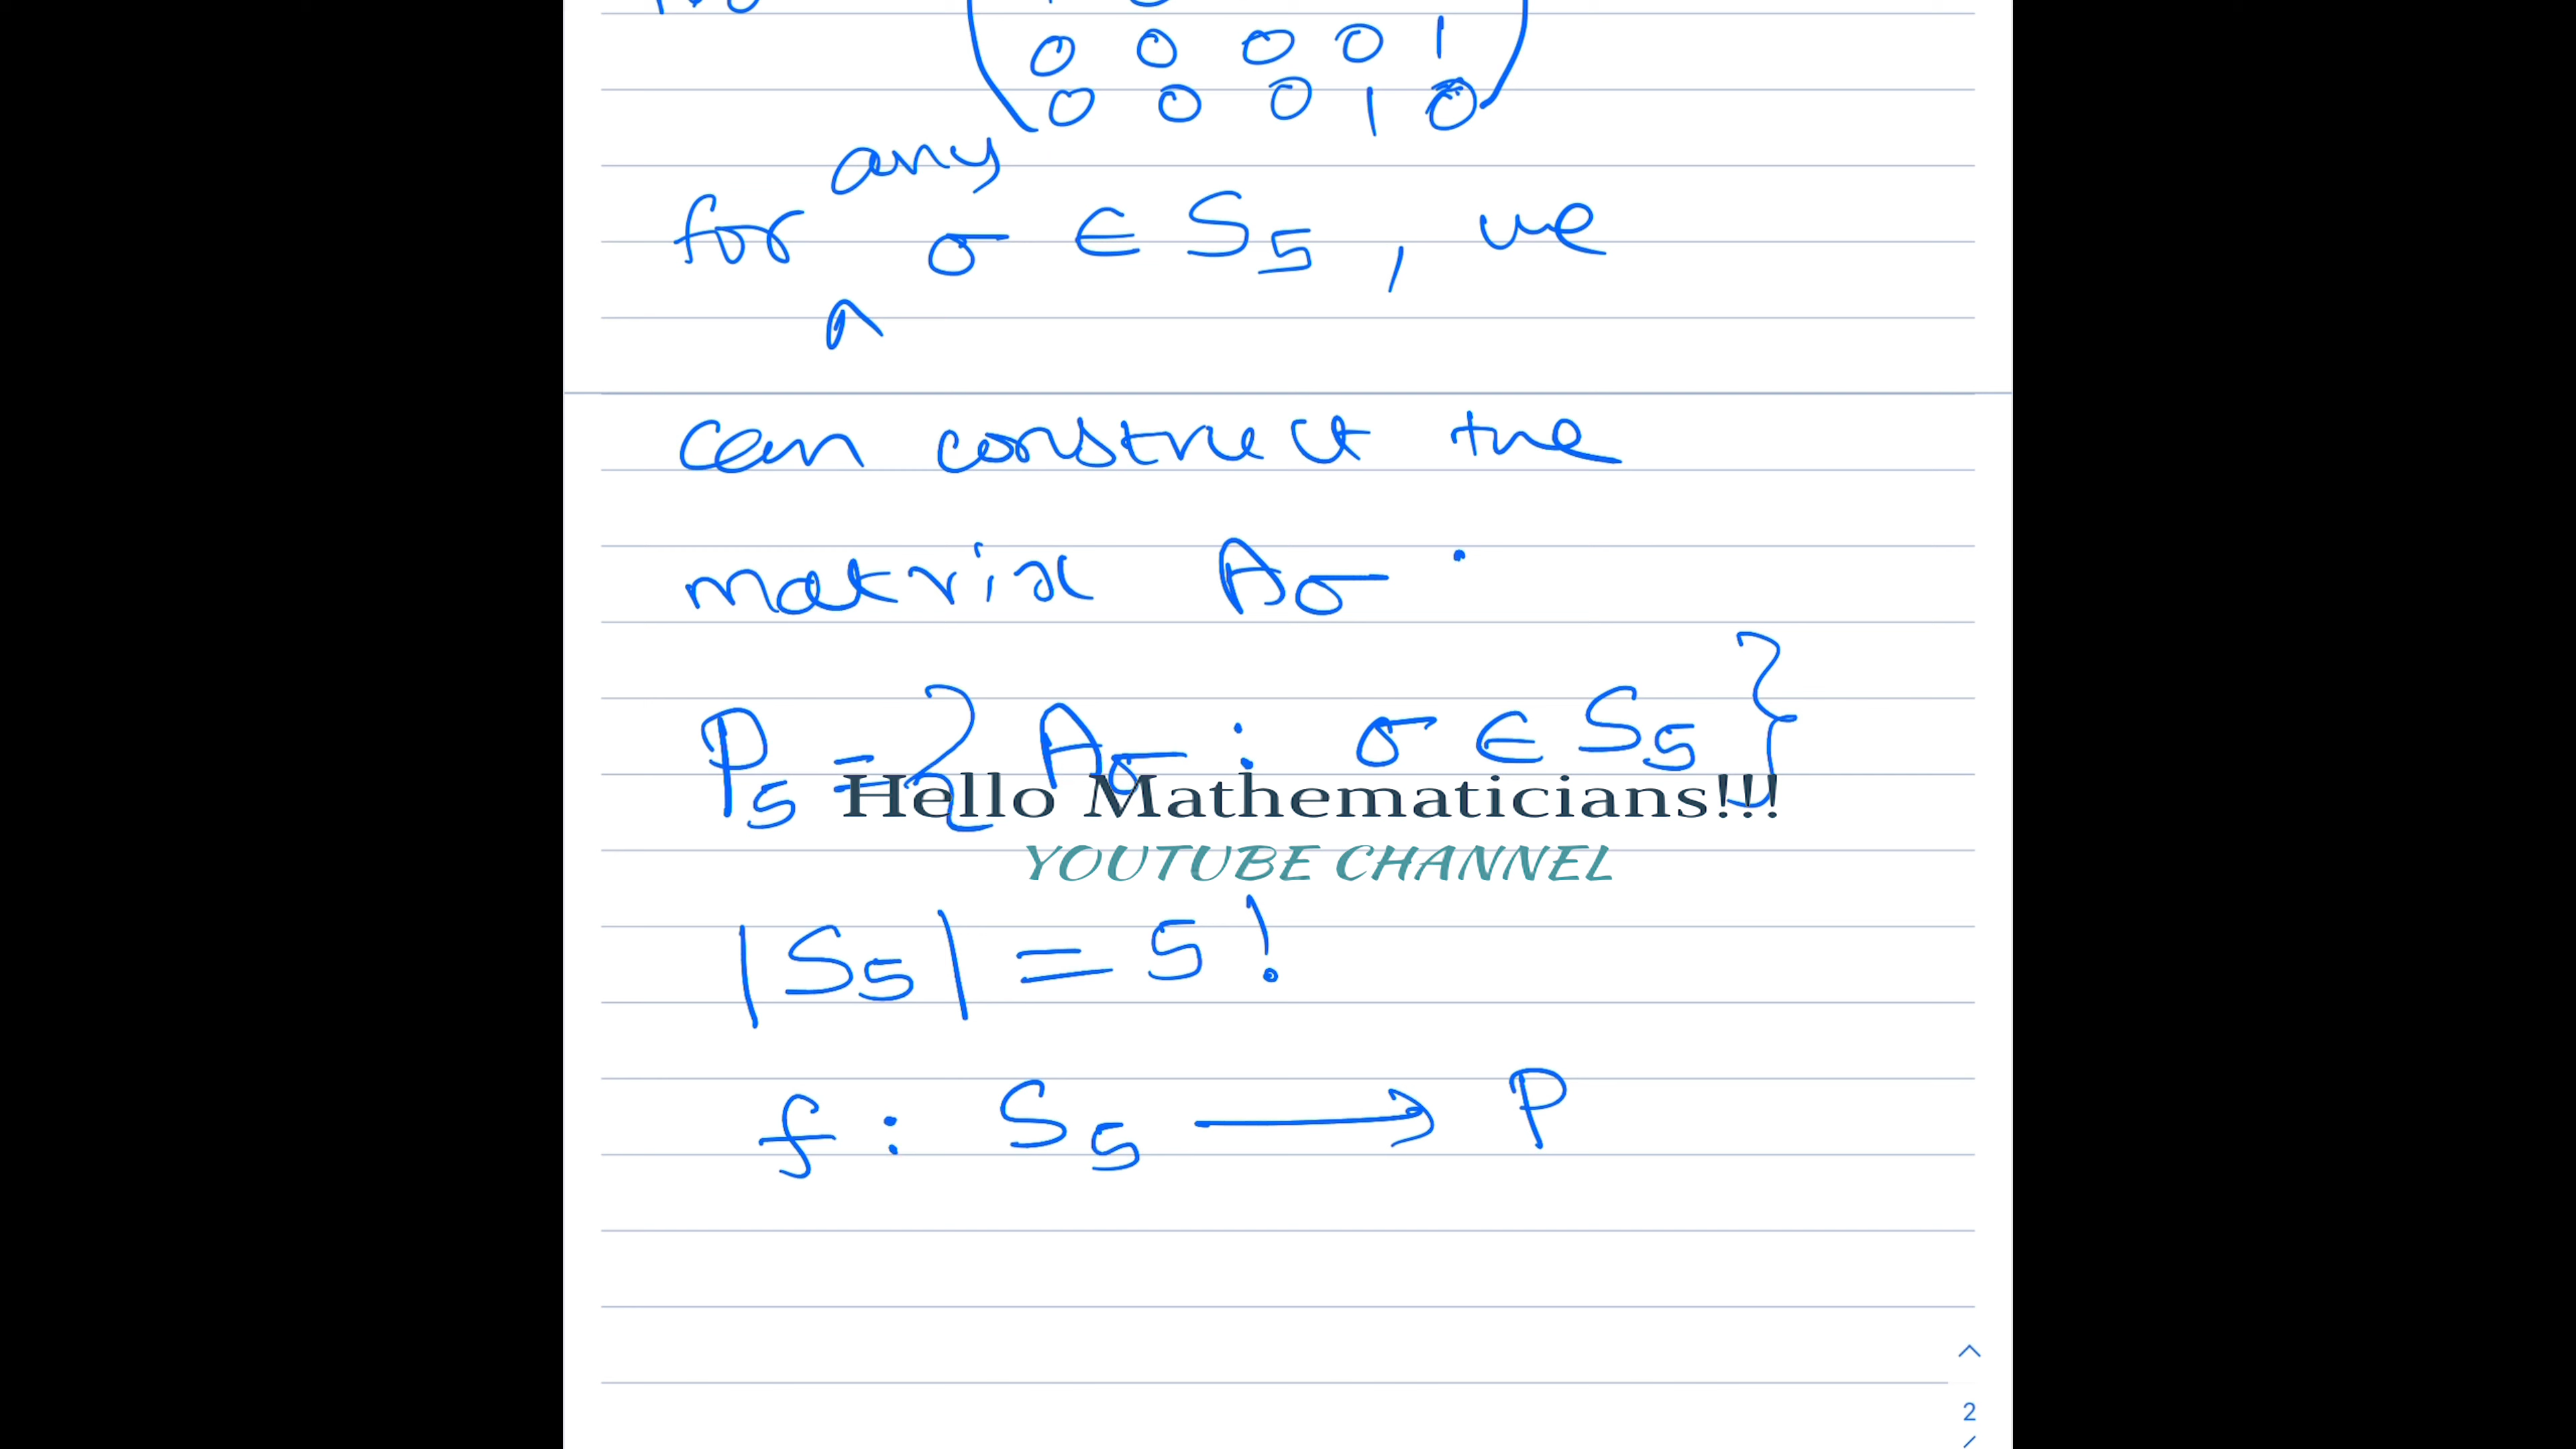 0 0 0 0 1
0 0 0 1 0
any
for σ ∈ S5, we
^
can construct the
matrix Aσ.
P5 = { Aσ : σ ∈ S5 }
Hello Mathematicians!!!
YOUTUBE CHANNEL
|S5| = 5!
f : S5 → P
2